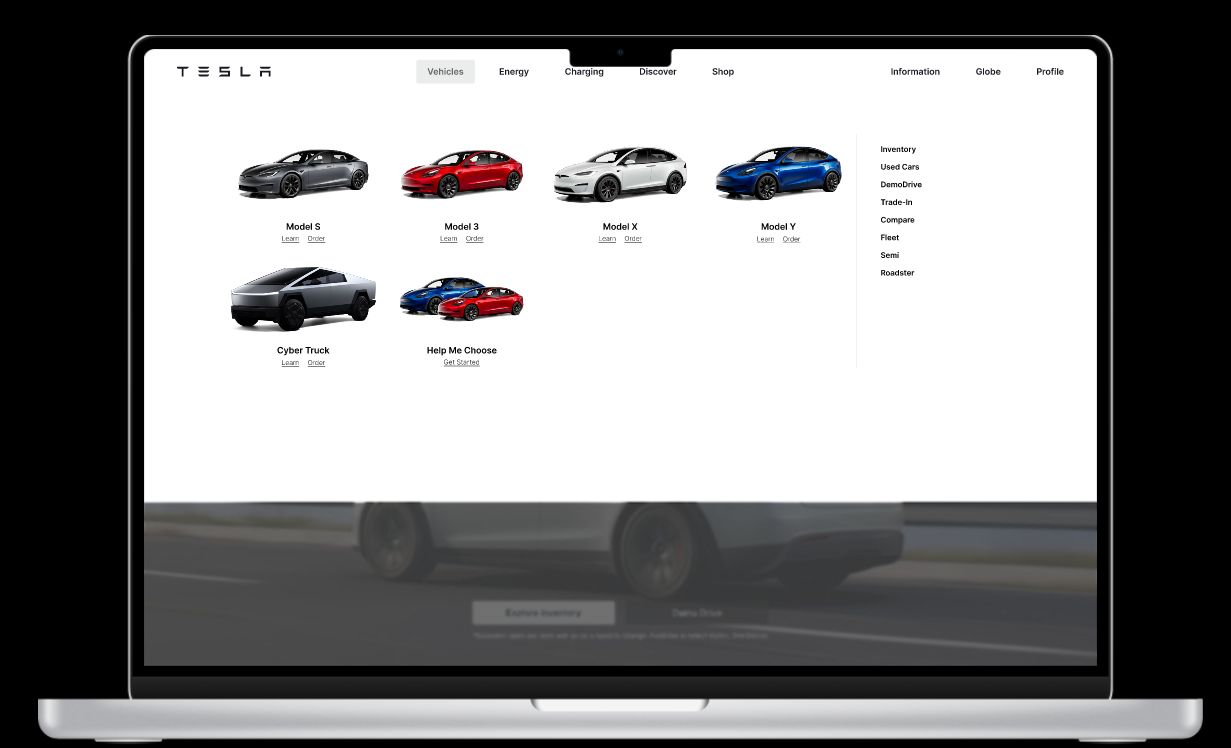 TESLA Vehicles Energy Charging Discover Shop Information Globe Profile
Model S
Learn Order
Model 3
Learn Order
Model X
Learn Order
Model Y
Learn Order
Cyber Truck
Learn Order
Help Me Choose
Get Started
Inventory
Used Cars
DemoDrive
Trade-In
Compare
Fleet
Semi
Roadster
Explore Inventory
Demo Drive